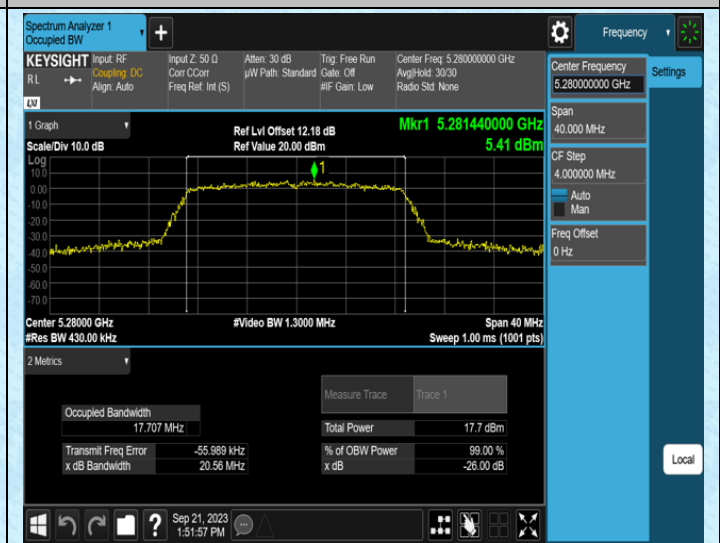 Spectrum Analyzer 1
Occupied BW
Frequency
KEYSIGHT
R L
LXI
Input: RF
Coupling: DC
Align: Auto
Input Z: 50 Ω
Corr CCorr
Freq Ref: Int (S)
Atten: 30 dB
µW Path: Standard
Trig: Free Run
Gate: Off
#IF Gain: Low
Center Freq: 5.280000000 GHz
Avg|Hold: 30/30
Radio Std: None
Center Frequency
5.280000000 GHz
Settings
Span
40.000 MHz
CF Step
4.000000 MHz
Auto
Man
Freq Offset
0 Hz
1 Graph
Scale/Div 10.0 dB
Ref Lvl Offset 12.18 dB
Ref Value 20.00 dBm
Mkr1 5.281440000 GHz
5.41 dBm
Log
10.0
0.00
-10.0
-20.0
-30.0
-40.0
-50.0
-60.0
-70.0
1
Center 5.28000 GHz
#Res BW 430.00 kHz
#Video BW 1.3000 MHz
Span 40 MHz
Sweep 1.00 ms (1001 pts)
2 Metrics
Measure Trace
Trace 1
Occupied Bandwidth
17.707 MHz
Total Power
17.7 dBm
Transmit Freq Error
-55.989 kHz
% of OBW Power
99.00 %
x dB Bandwidth
20.56 MHz
x dB
-26.00 dB
Local
?
Sep 21, 2023
1:51:57 PM